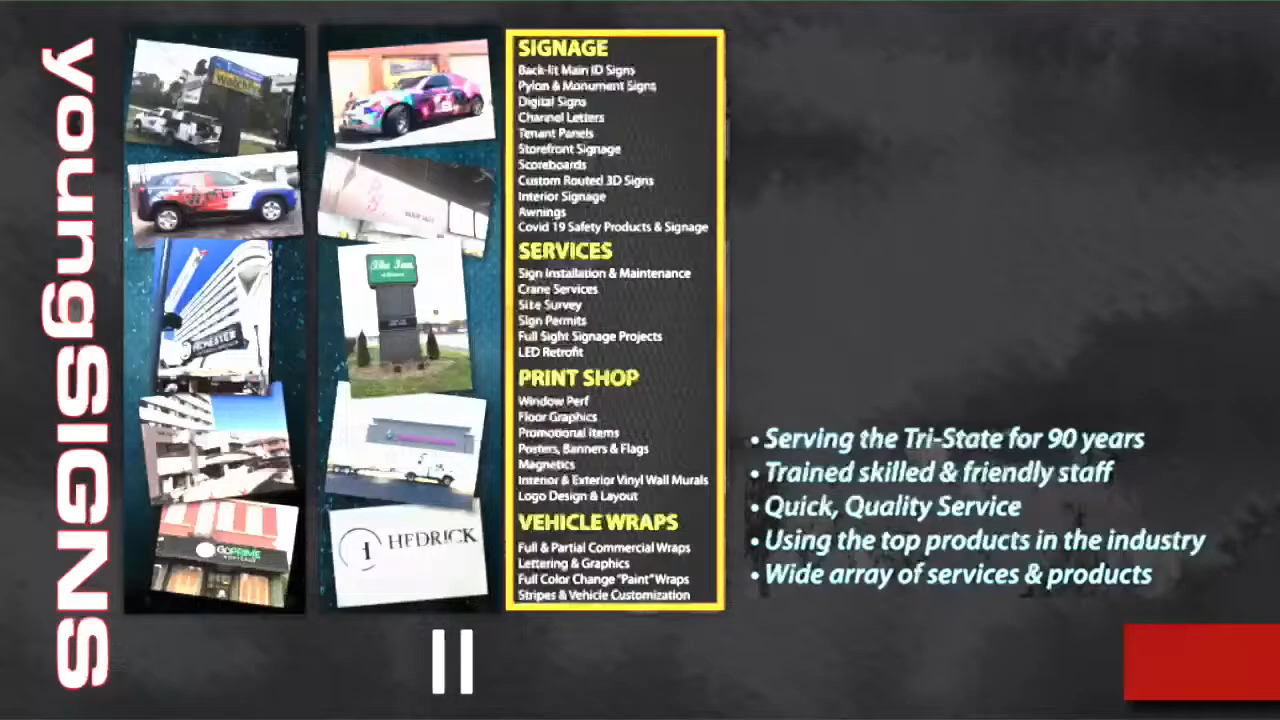 youngSIGNS
SIGNAGE
Back-lit Main ID Signs
Pylon & Monument Signs
Digital Signs
Channel Letters
Tenant Panels
Storefront Signage
Scoreboards
Custom Routed 3D Signs
Interior Signage
Awnings
Covid 19 Safety Products & Signage
SERVICES
Sign Installation & Maintenance
Crane Services
Site Survey
Sign Permits
Full Sight Signage Projects
LED Retrofit
PRINT SHOP
Window Perf
Floor Graphics
Promotional Items
Posters, Banners & Flags
Magnetics
Interior & Exterior Vinyl Wall Murals
Logo Design & Layout
VEHICLE WRAPS
Full & Partial Commercial Wraps
Lettering & Graphics
Full Color Change "Paint" Wraps
Stripes & Vehicle Customization
• Serving the Tri-State for 90 years
• Trained skilled & friendly staff
• Quick, Quality Service
• Using the top products in the industry
• Wide array of services & products
The Inn
GOPRIME
MORTGAGE
HEDRICK